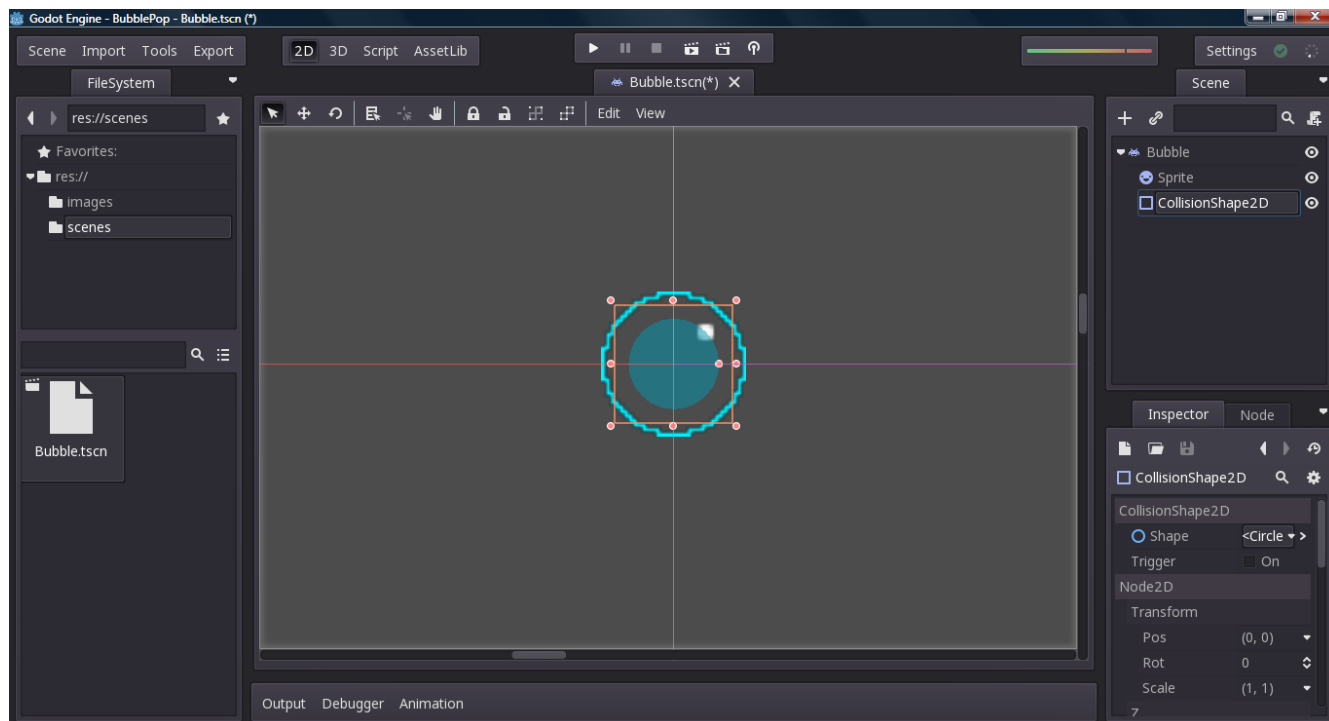 Godot Engine - BubblePop - Bubble.tscn (*)
Scene Import Tools Export 2D 3D Script AssetLib Settings
FileSystem
Bubble.tscn(*)
Scene
res://scenes
Edit View
Favorites:
res://
images
scenes
Bubble
Sprite
CollisionShape2D
Bubble.tscn
Inspector Node
CollisionShape2D
CollisionShape2D
Shape <Circle
Trigger On
Node2D
Transform
Pos (0, 0)
Rot 0
Scale (1, 1)
Z
Output Debugger Animation